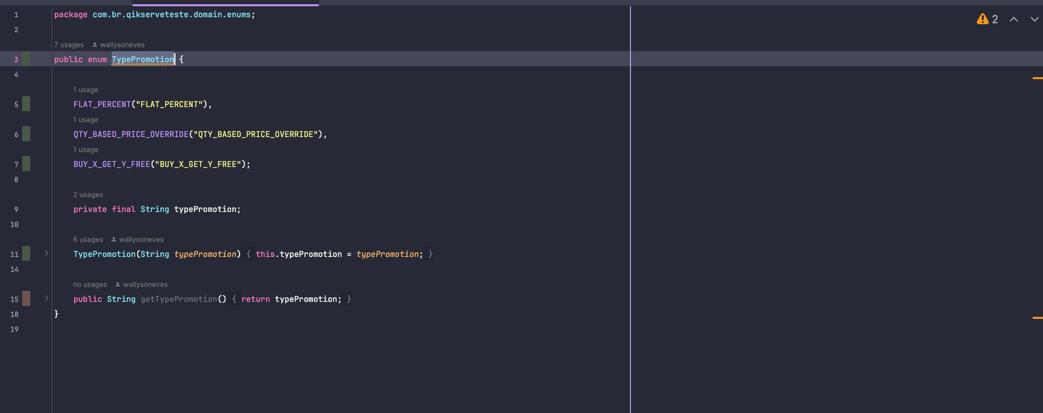 1 package com.br.qikserveteste.domain.enums;
2
7 usages wallysoneves
3 public enum TypePromotion {
4
1 usage
5 FLAT_PERCENT("FLAT_PERCENT"),
1 usage
6 QTY_BASED_PRICE_OVERRIDE("QTY_BASED_PRICE_OVERRIDE"),
1 usage
7 BUY_X_GET_Y_FREE("BUY_X_GET_Y_FREE");
8
2 usages
9 private final String typePromotion;
10
6 usages wallysoneves
11 TypePromotion(String typePromotion) { this.typePromotion = typePromotion; }
14
no usages wallysoneves
15 public String getTypePromotion() { return typePromotion; }
18 }
19
2